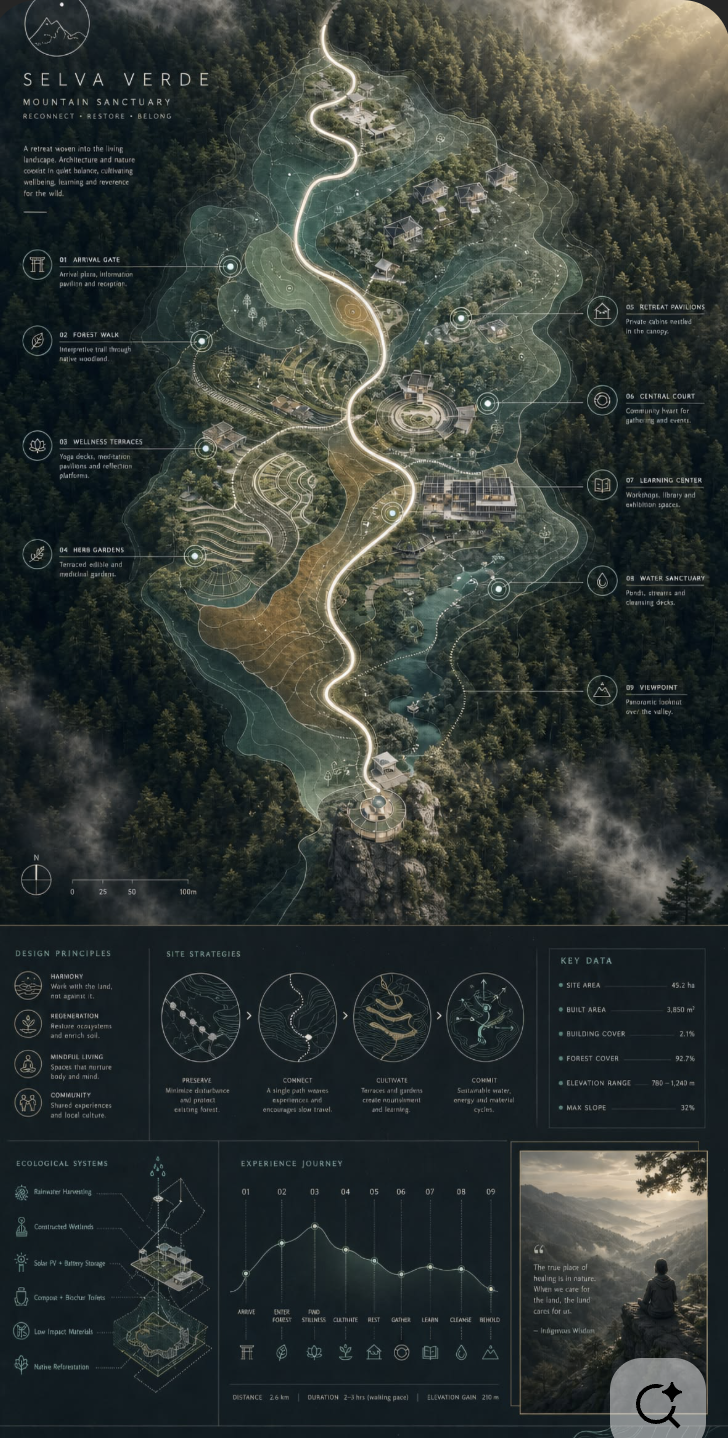 SELVA VERDE
MOUNTAIN SANCTUARY
RECONNECT • RESTORE • BELONG
A retreat woven into the living
landscape. Architecture and nature
coexist in quiet balance, cultivating
wellbeing, learning and reverence
for the wild.
01 ARRIVAL GATE
Arrival plaza, information
pavilion and reception.
02 FOREST WALK
Interpretive trail through
native woodland.
03 WELLNESS TERRACES
Yoga decks, meditation
pavilions and reflection
platforms.
04 HERB GARDENS
Terraced edible and
medicinal gardens.
05 RETREAT PAVILIONS
Private cabins nestled
in the canopy.
06 CENTRAL COURT
Community heart for
gathering and events.
07 LEARNING CENTER
Workshops, library and
exhibition spaces.
08 WATER SANCTUARY
Ponds, streams and
cleansing decks.
09 VIEWPOINT
Panoramic lookout
over the valley.
N
0 25 50 100m
DESIGN PRINCIPLES
HARMONY
Work with the land,
not against it.
REGENERATION
Restore ecosystems
and enrich soil.
MINDFUL LIVING
Spaces that nurture
body and mind.
COMMUNITY
Shared experiences
and local culture.
SITE STRATEGIES
PRESERVE
Minimize disturbance
and protect
existing forest.
CONNECT
A single path weaves
experiences and
encourages slow travel.
CULTIVATE
Terraces and gardens
create nourishment
and learning.
COMMIT
Sustainable water,
energy and material
cycles.
KEY DATA
SITE AREA 45.2 ha
BUILT AREA 3,850 m²
BUILDING COVER 2.1%
FOREST COVER 92.7%
ELEVATION RANGE 780 – 1,240 m
MAX SLOPE 32%
ECOLOGICAL SYSTEMS
Rainwater Harvesting
Constructed Wetlands
Solar PV + Battery Storage
Compost + Biochar Toilets
Low Impact Materials
Native Reforestation
EXPERIENCE JOURNEY
01 02 03 04 05 06 07 08 09
ARRIVE
ENTER
FOREST
FIND
STILLNESS
CULTIVATE
REST
GATHER
LEARN
CLEANSE
BEHOLD
DISTANCE 2.6 km | DURATION 2–3 hrs (walking pace) | ELEVATION GAIN 210 m
“
The true place of
healing is in nature.
When we care for
the land, the land
cares for us.
— Indigenous Wisdom